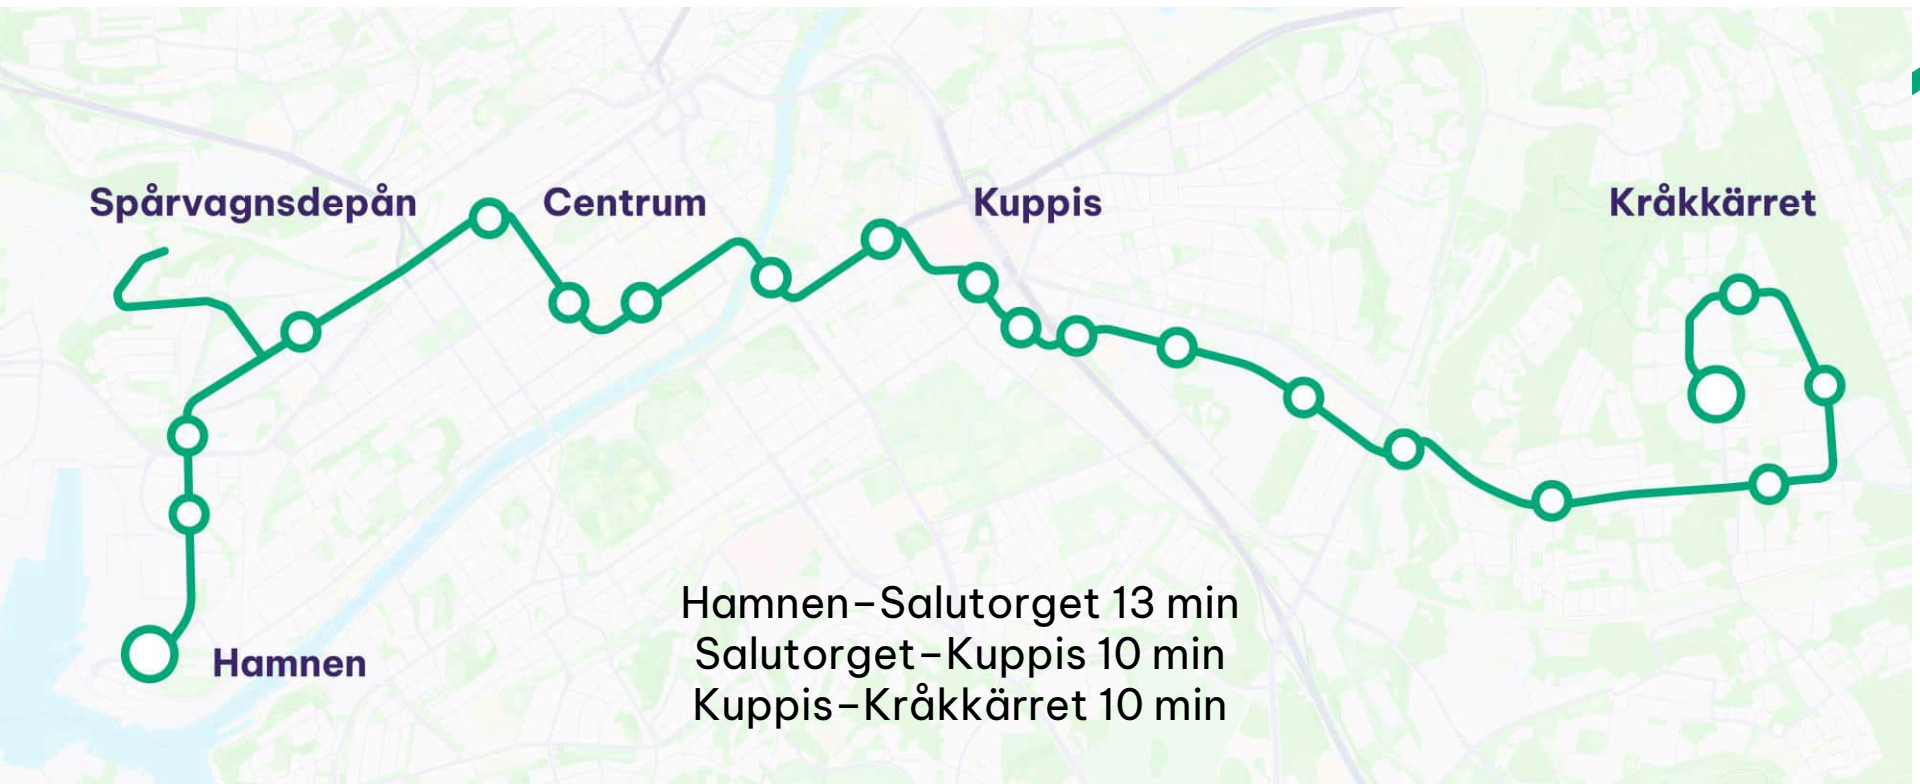 Spårvagnsdepån
Centrum
Kuppis
Kråkkärret
Hamnen
Hamnen–Salutorget 13 min
Salutorget–Kuppis 10 min
Kuppis–Kråkkärret 10 min